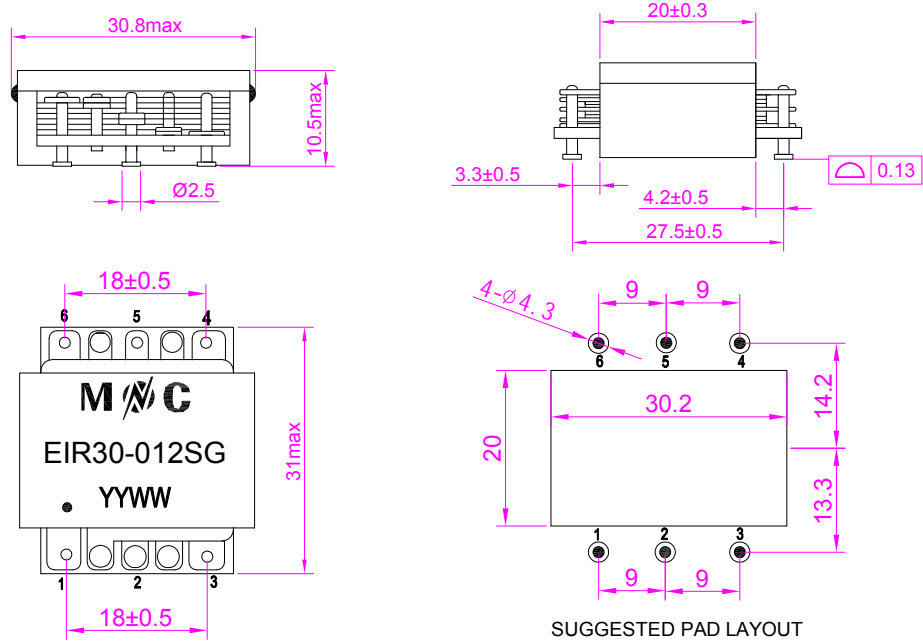 30.8max
10.5max
Ø2.5
20±0.3
3.3±0.5
4.2±0.5
27.5±0.5
0.13
18±0.5
6 5 4
M C
EIR30-012SG
YYWW
31max
1 2 3
18±0.5
4-Ø4.3
9 9
6 5 4
14.2
30.2
20
13.3
1 2 3
9 9
SUGGESTED PAD LAYOUT